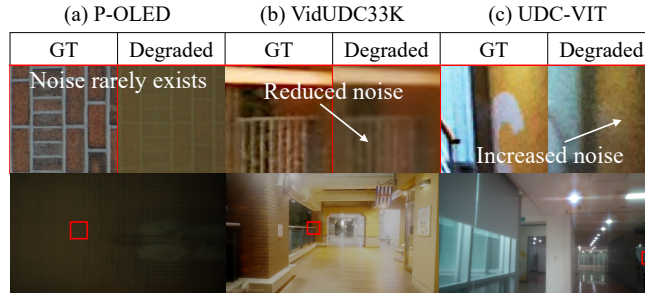 (a) P-OLED (b) VidUDC33K (c) UDC-VIT
GT Degraded GT Degraded GT Degraded
Noise rarely exists
Reduced noise
Increased noise